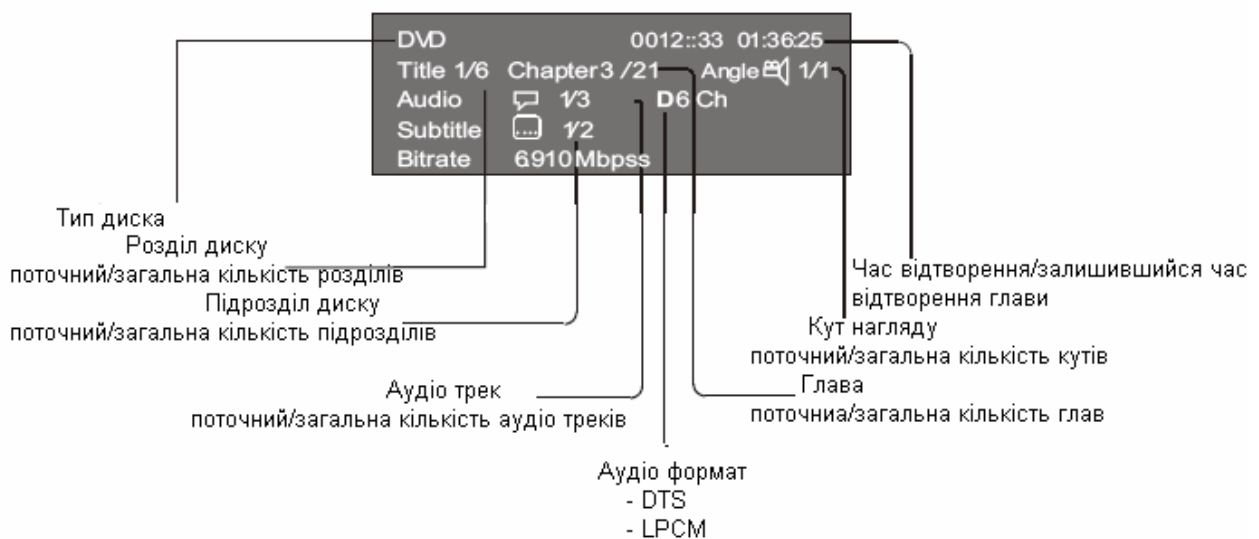 DVD 0012::33 01:36:25
Title 1/6 Chapter3 /21 Angle 1/1
Audio 1/3 D6 Ch
Subtitle 1/2
Bitrate 6.910Mbpss
Тип диска
Розділ диску
поточний/загальна кількість розділів
Підрозділ диску
поточний/загальна кількість підрозділів
Аудіо трек
поточний/загальна кількість аудіо треків
Аудіо формат
- DTS
- LPCM
Час відтворення/залишившийся час
відтворення глави
Кут нагляду
поточний/загальна кількість кутів
Глава
поточниа/загальна кількість глав